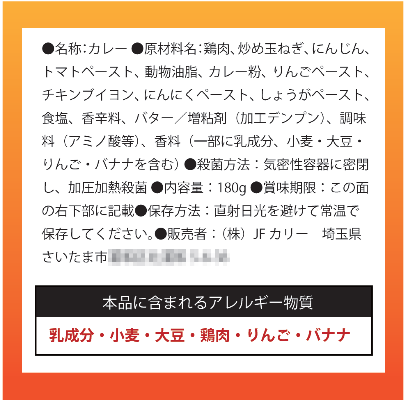 ●名称：カレー ●原材料名：鶏肉、炒め玉ねぎ、にんじん、
トマトペースト、動物油脂、カレー粉、りんごペースト、
チキンブイヨン、にんにくペースト、しょうがペースト、
食塩、香辛料、バター／増粘剤（加工デンプン）、調味
料（アミノ酸等）、香料（一部に乳成分、小麦・大豆・
りんご・バナナを含む）●殺菌方法：気密性容器に密閉
し、加圧加熱殺菌 ●内容量：180g ●賞味期限：この面
の右下部に記載●保存方法：直射日光を避けて常温で
保存してください。●販売者：（株）JFカリー　埼玉県
さいたま市
本品に含まれるアレルギー物質
乳成分・小麦・大豆・鶏肉・りんご・バナナ